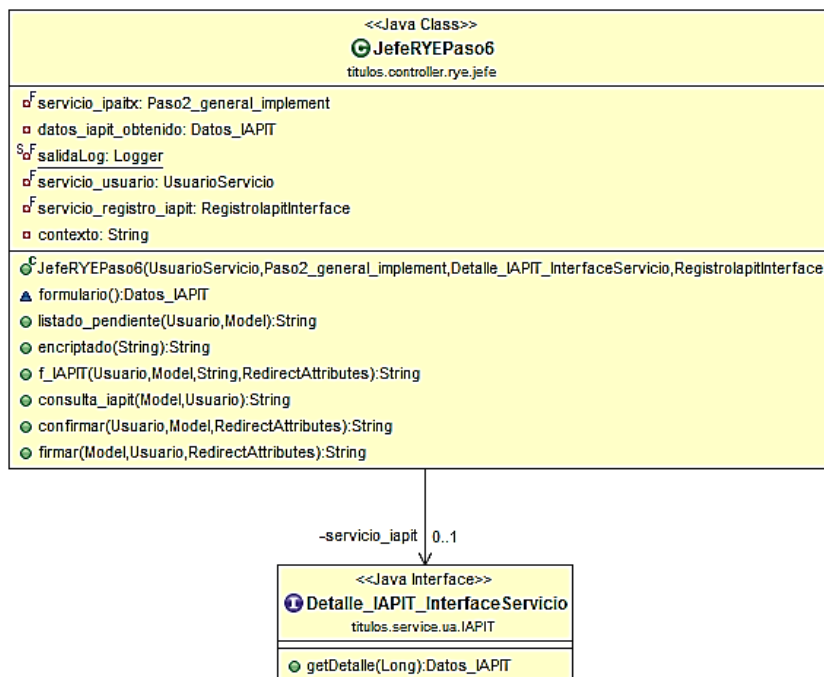 <<Java Class>>
C JefeRYEPaso6
titulos.controller.rye.jefe
F servicio_ipaitx: Paso2_general_implement
datos_iapit_obtenido: Datos_IAPIT
S F salidaLog: Logger
F servicio_usuario: UsuarioServicio
F servicio_registro_iapit: RegistroIapitInterface
contexto: String
C JefeRYEPaso6(UsuarioServicio,Paso2_general_implement,Detalle_IAPIT_InterfaceServicio,RegistroIapitInterface
formulario():Datos_IAPIT
listado_pendiente(Usuario,Model):String
encriptado(String):String
f_IAPIT(Usuario,Model,String,RedirectAttributes):String
consulta_iapit(Model,Usuario):String
confirmar(Usuario,Model,RedirectAttributes):String
firmar(Model,Usuario,RedirectAttributes):String
-servicio_iapit 0..1
<<Java Interface>>
I Detalle_IAPIT_InterfaceServicio
titulos.service.ua.IAPIT
getDetalle(Long):Datos_IAPIT